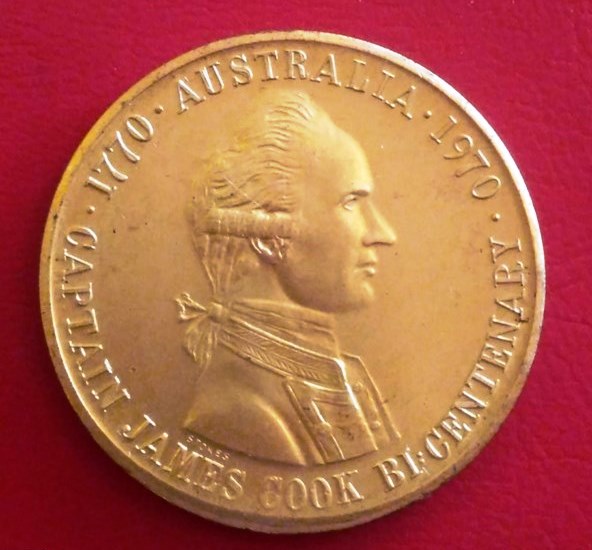 1770 · AUSTRALIA · 1970 ·
CAPTAIN JAMES COOK BI-CENTENARY
STOKES